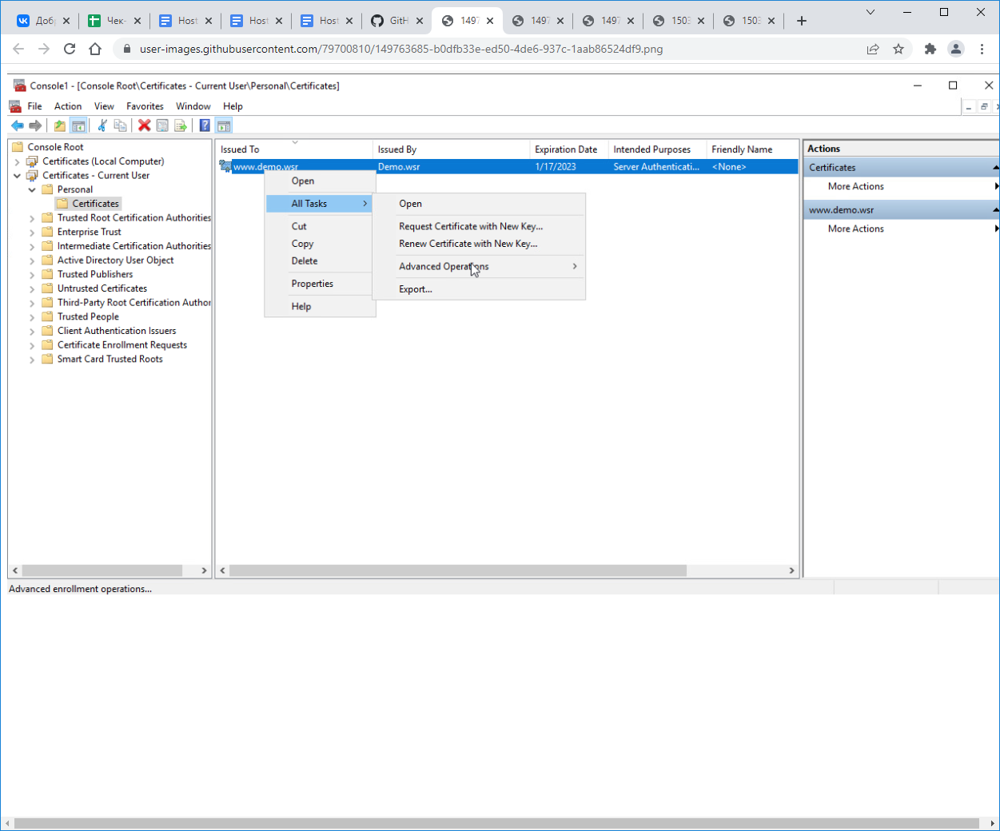 Доб
Чек-
Host
Host
Host
GitH
1497
1497
1497
1503
1503
user-images.githubusercontent.com/79700810/149763685-b0dfb33e-ed50-4de6-937c-1aab86524df9.png
Console1 - [Console Root\Certificates - Current User\Personal\Certificates]
File Action View Favorites Window Help
Console Root
Certificates (Local Computer)
Certificates - Current User
Personal
Certificates
Trusted Root Certification Authorities
Enterprise Trust
Intermediate Certification Authorities
Active Directory User Object
Trusted Publishers
Untrusted Certificates
Third-Party Root Certification Author
Trusted People
Client Authentication Issuers
Certificate Enrollment Requests
Smart Card Trusted Roots
Issued To Issued By Expiration Date Intended Purposes Friendly Name
www.demo.wsr Demo.wsr 1/17/2023 Server Authenticati... <None>
Open
All Tasks
Cut
Copy
Delete
Properties
Help
Open
Request Certificate with New Key...
Renew Certificate with New Key...
Advanced Operations
Export...
Actions
Certificates
More Actions
www.demo.wsr
More Actions
Advanced enrollment operations...